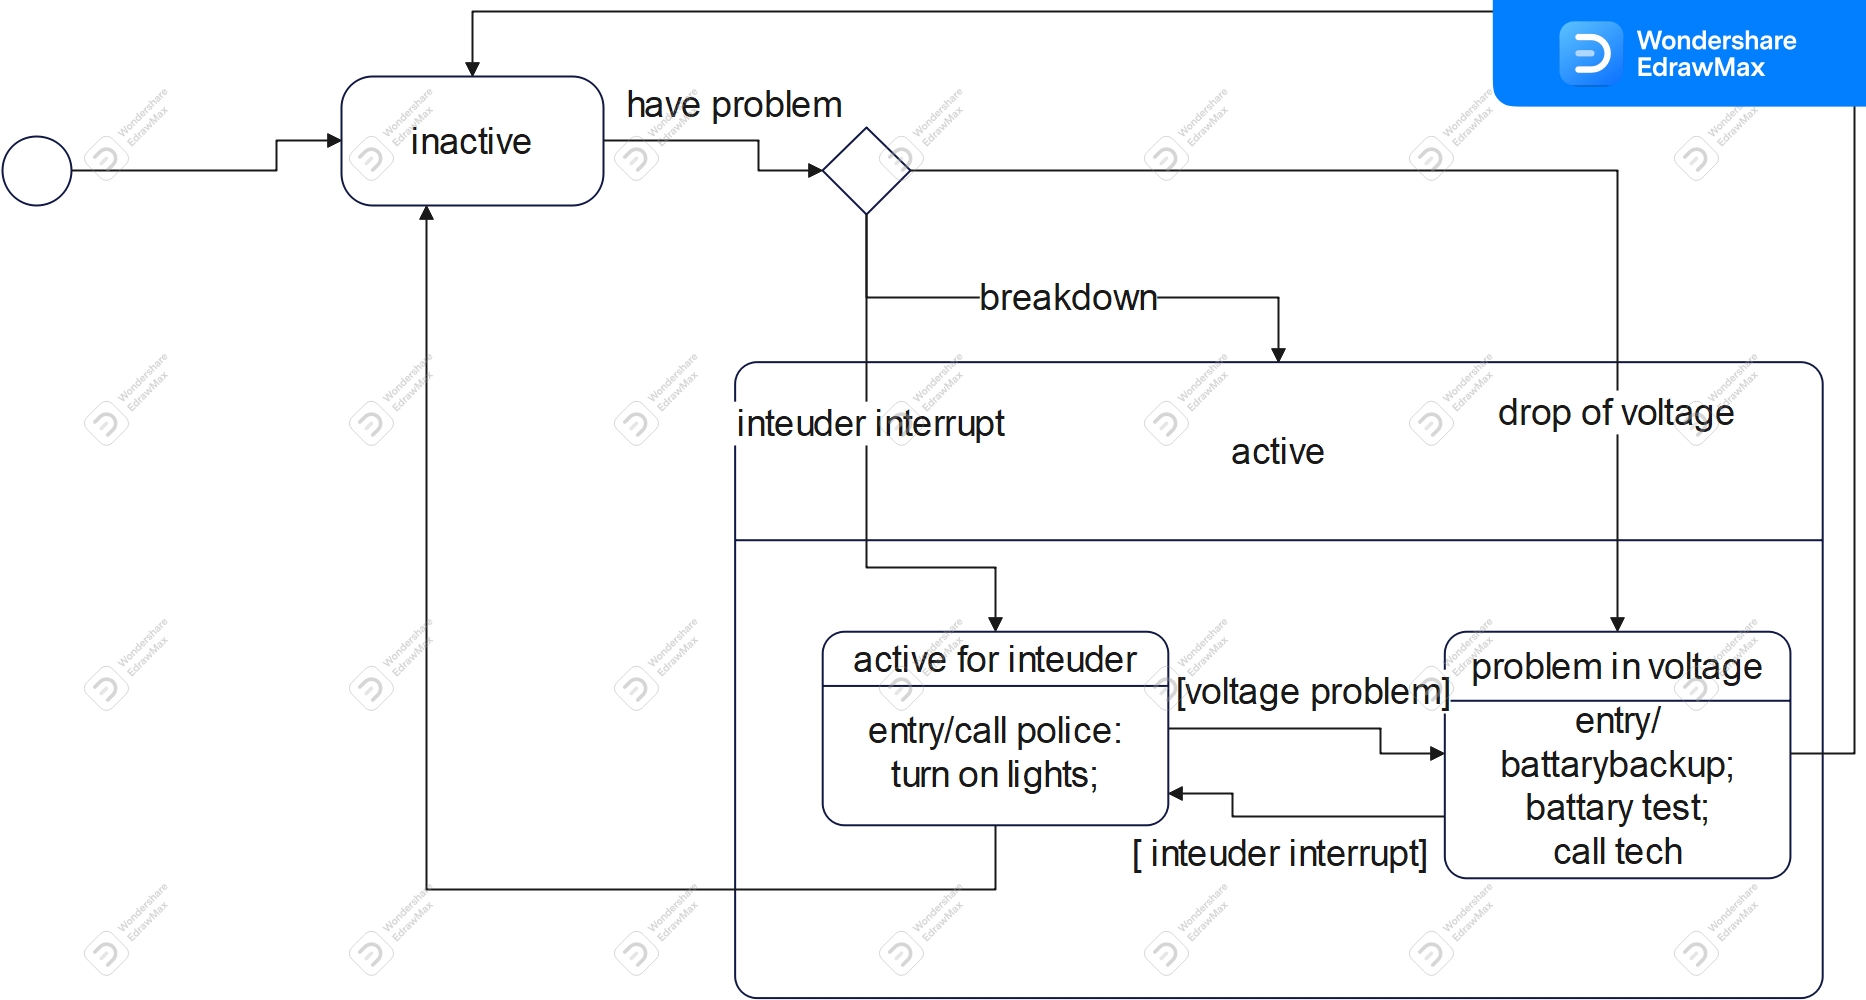 Wondershare
EdrawMax
have problem
inactive
breakdown
inteuder interrupt
drop of voltage
active
active for inteuder
entry/call police:
turn on lights;
[voltage problem]
[ inteuder interrupt]
problem in voltage
entry/
battarybackup;
battary test;
call tech